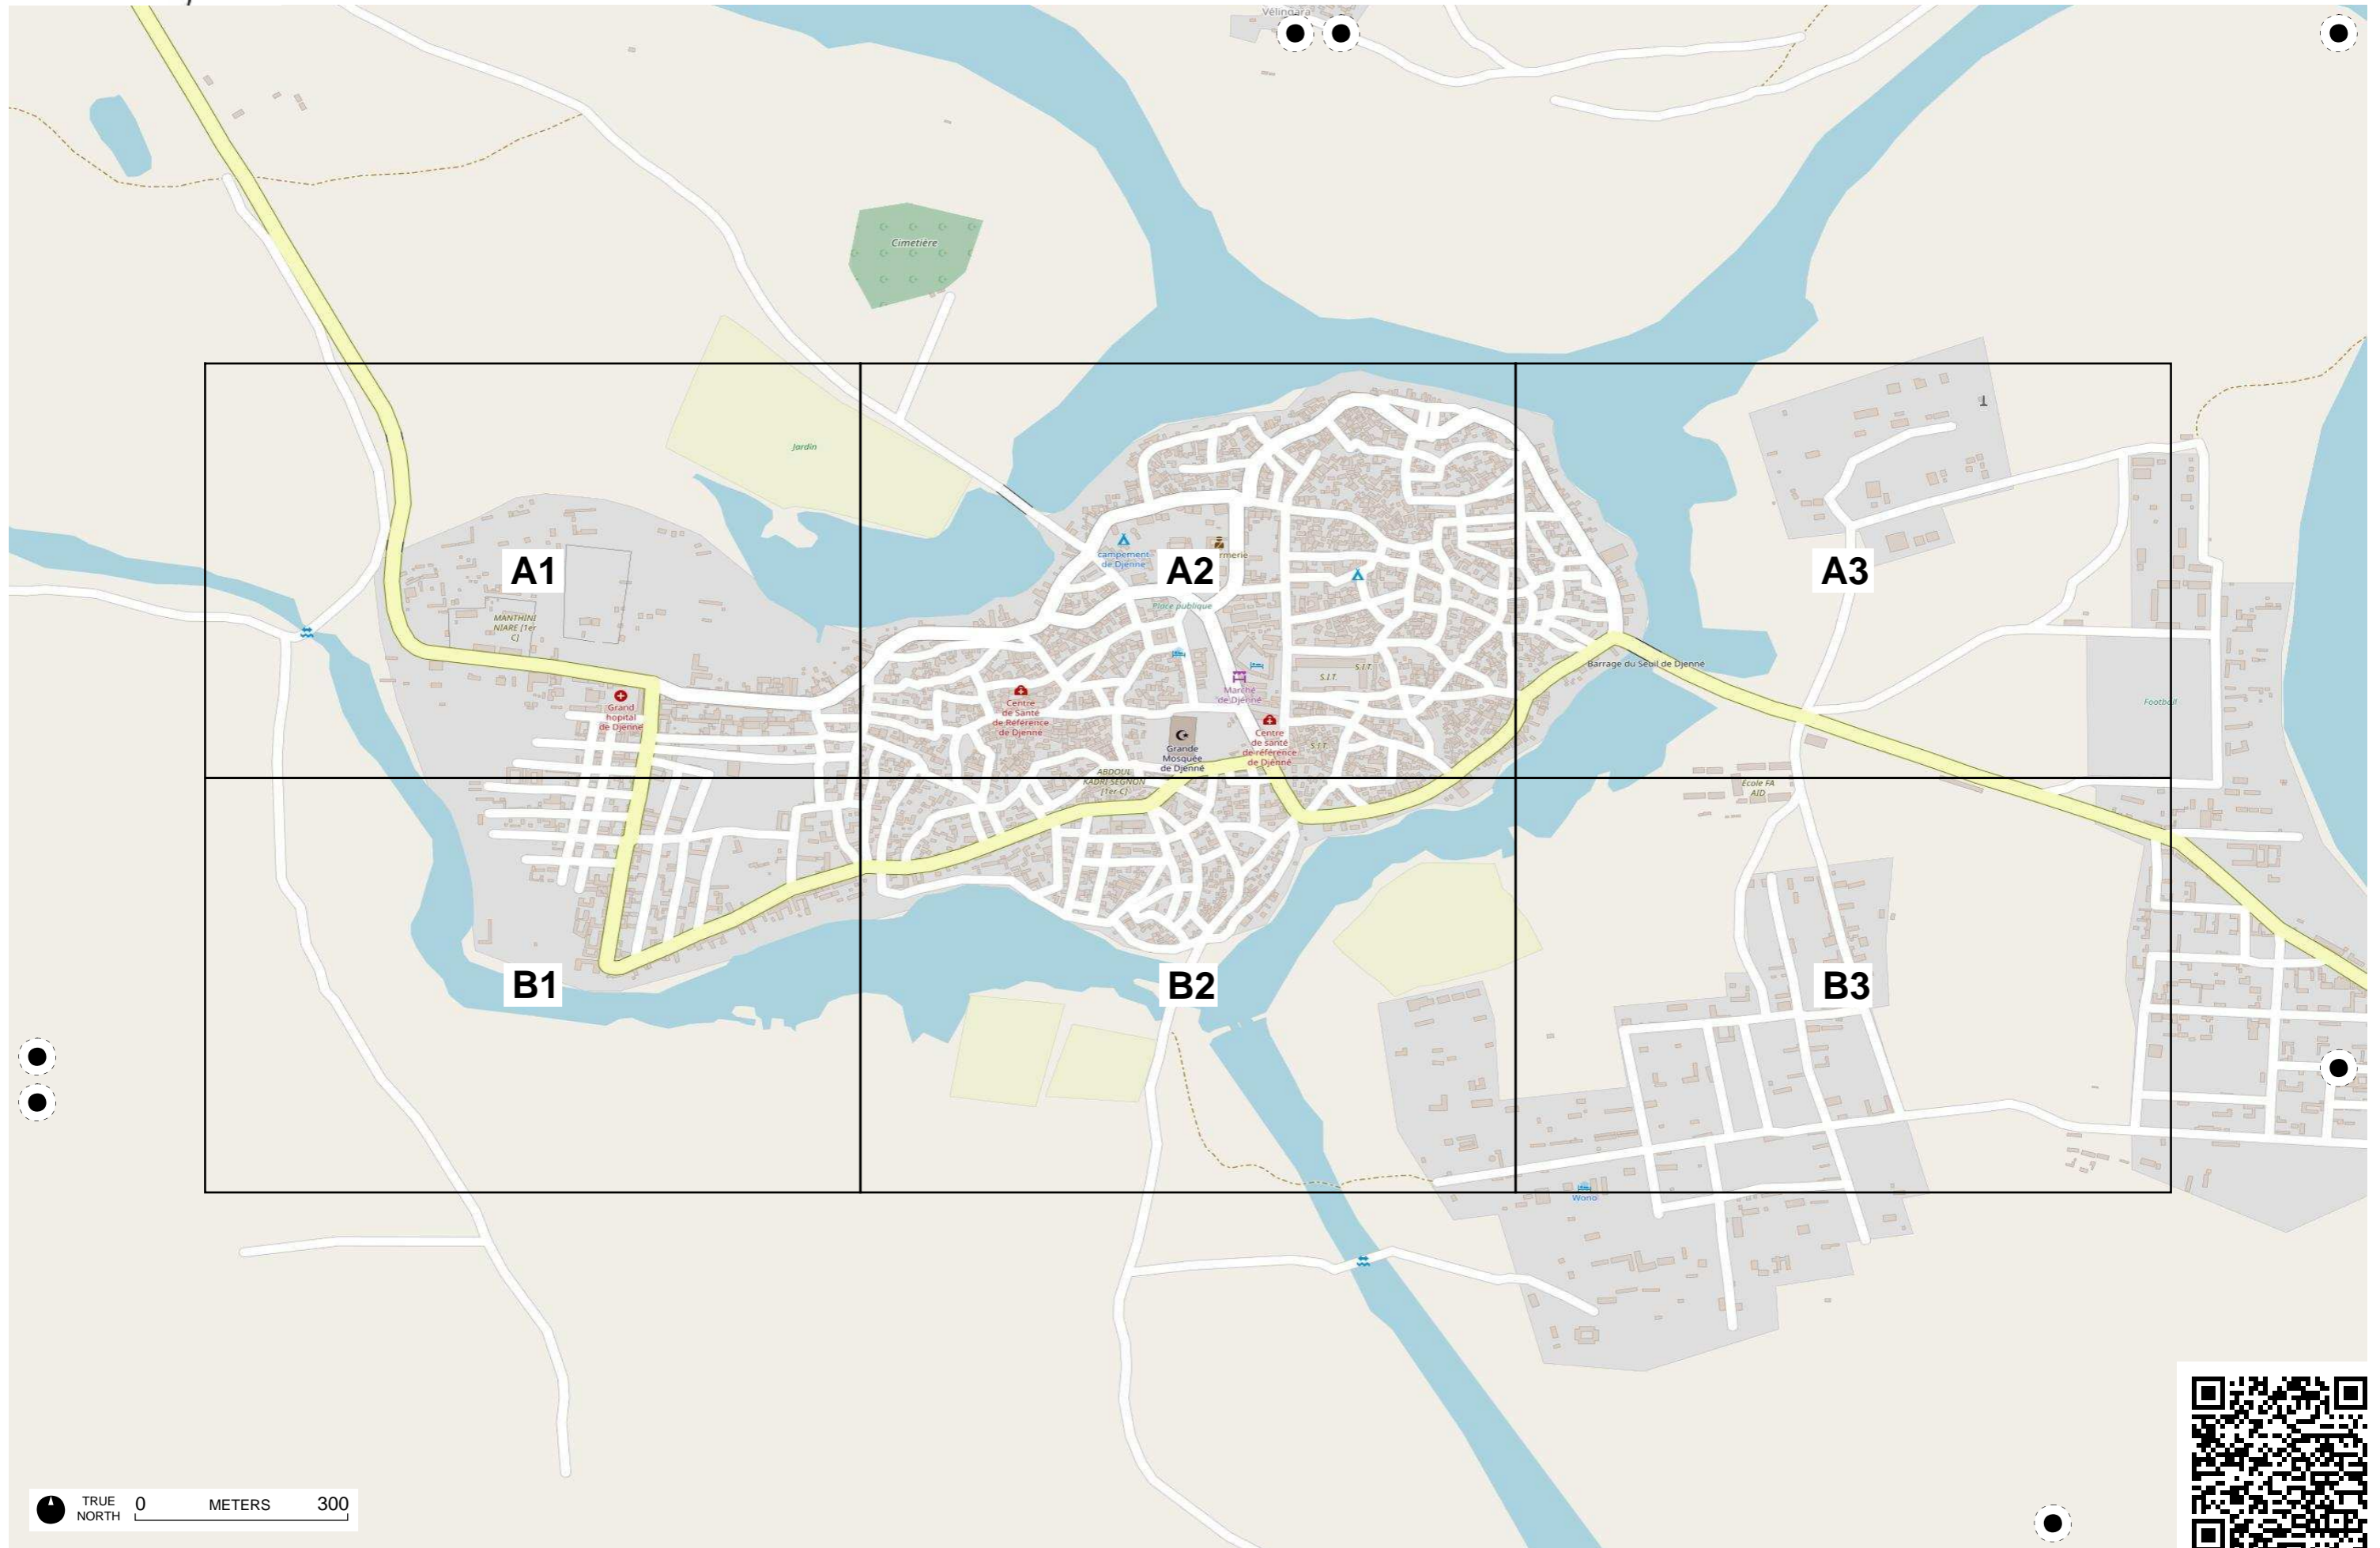 Vélingara
Cimetière
Jardin
A1
campement
de Djenné
rmerie
A2
A3
Place publique
MANTHINI
NIARE [1er
C]
S.I.T.
S.I.T.
Barrage du Seuil de Djenné
Grand
hopital
de Djenné
Centre
de Santé
de Référence
de Djenné
Marché
de Djenné
Football
Centre
de santé
de référence
de Djenné
Grande
Mosquée
de Djenné
S.I.T.
ABDOUL
KADRI SEGNON
[1er C]
Ecole FA
AID
B1
B2
B3
Wono
TRUE
NORTH
0 METERS 300